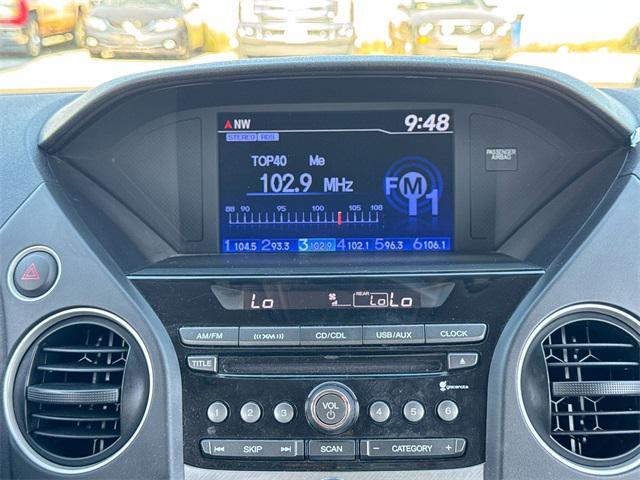 NW 9:48
STEREO RDS
TOP40 Me
102.9 MHz
FM1
88 90 95 100 105 108
1 104.5 2 93.3 3 102.9 4 102.1 5 96.3 6 106.1
PASSENGER
AIRBAG
Lo REAR Lo Lo
AM/FM XM CD/CDL USB/AUX CLOCK
TITLE
gracenote
1 2 3 VOL 4 5 6
SKIP SCAN − CATEGORY +